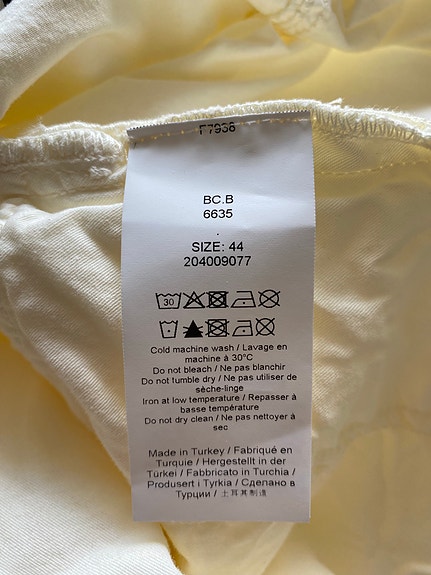 F7936
BC.B
6635
.
SIZE: 44
204009077
30
Cold machine wash / Lavage en
machine à 30°C
Do not bleach / Ne pas blanchir
Do not tumble dry / Ne pas utiliser de
sèche-linge
Iron at low temperature / Repasser à
basse température
Do not dry clean / Ne pas nettoyer à
sec
Made in Turkey / Fabriqué en
Turquie / Hergestellt in der
Türkei / Fabbricato in Turchia /
Produsert i Tyrkia / Сделано в
Турции / 土耳其制造